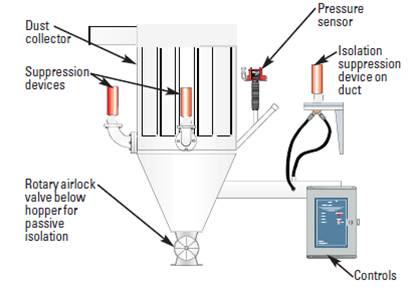 Dust
collector
Suppression
devices
Rotary airlock
valve below
hopper for
passive
isolation
Pressure
sensor
Isolation
suppression
device on
duct
Controls